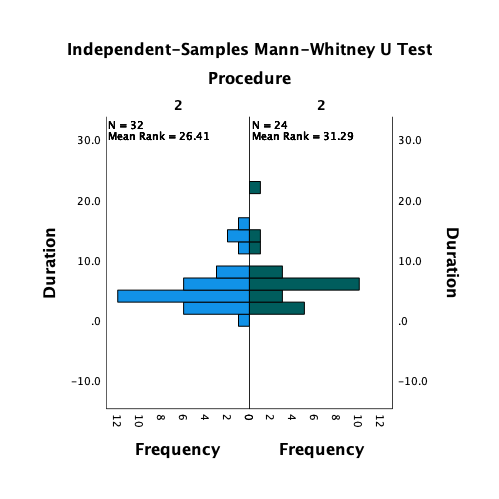 Independent-Samples Mann-Whitney U Test
Procedure
2 2
N = 32 N = 24
Mean Rank = 26.41 Mean Rank = 31.29
30.0 30.0
20.0 20.0
10.0 10.0
.0 .0
-10.0 -10.0
Duration Duration
12 10 8 6 4 2 0 0 2 4 6 8 10 12
Frequency Frequency